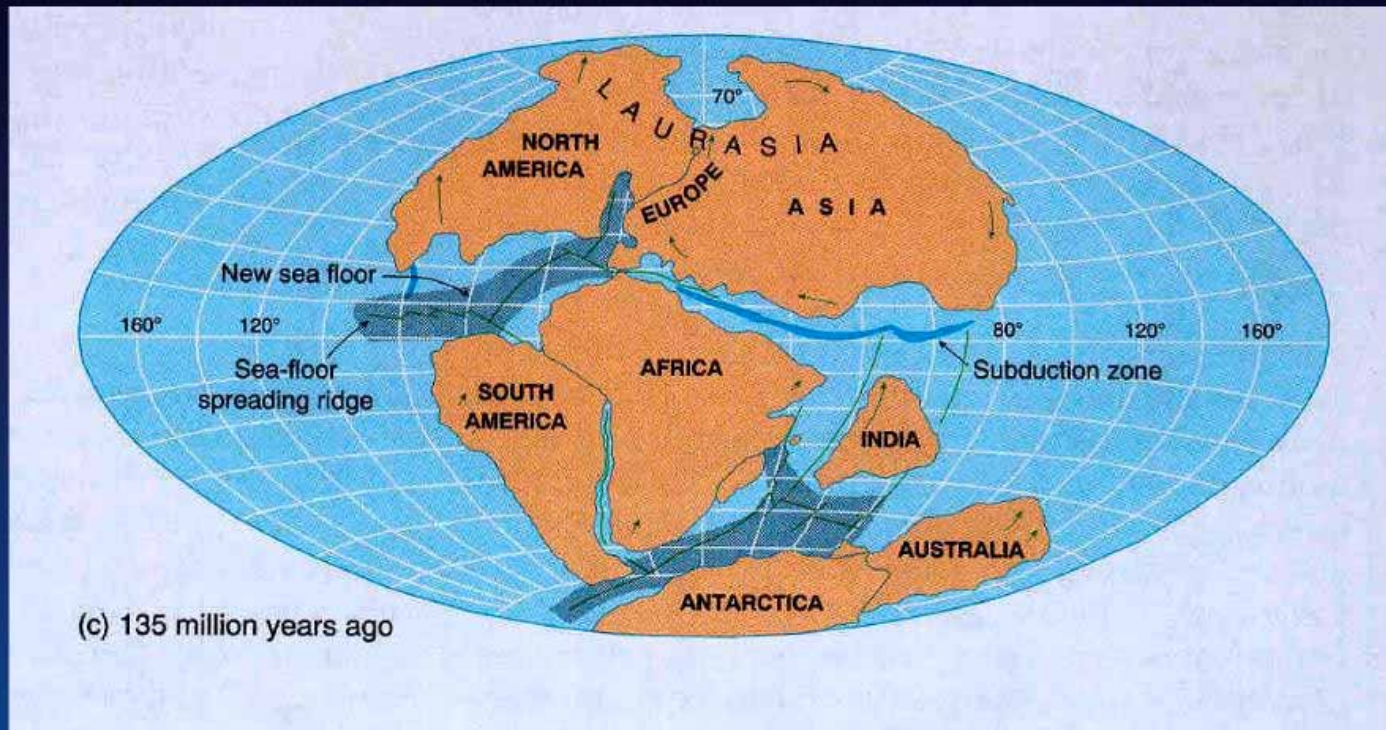 LAURASIA
70°
NORTH
AMERICA
EUROPE
ASIA
New sea floor
160°
120°
80°
120°
160°
Sea-floor
spreading ridge
Subduction zone
AFRICA
SOUTH
AMERICA
INDIA
AUSTRALIA
ANTARCTICA
(c) 135 million years ago